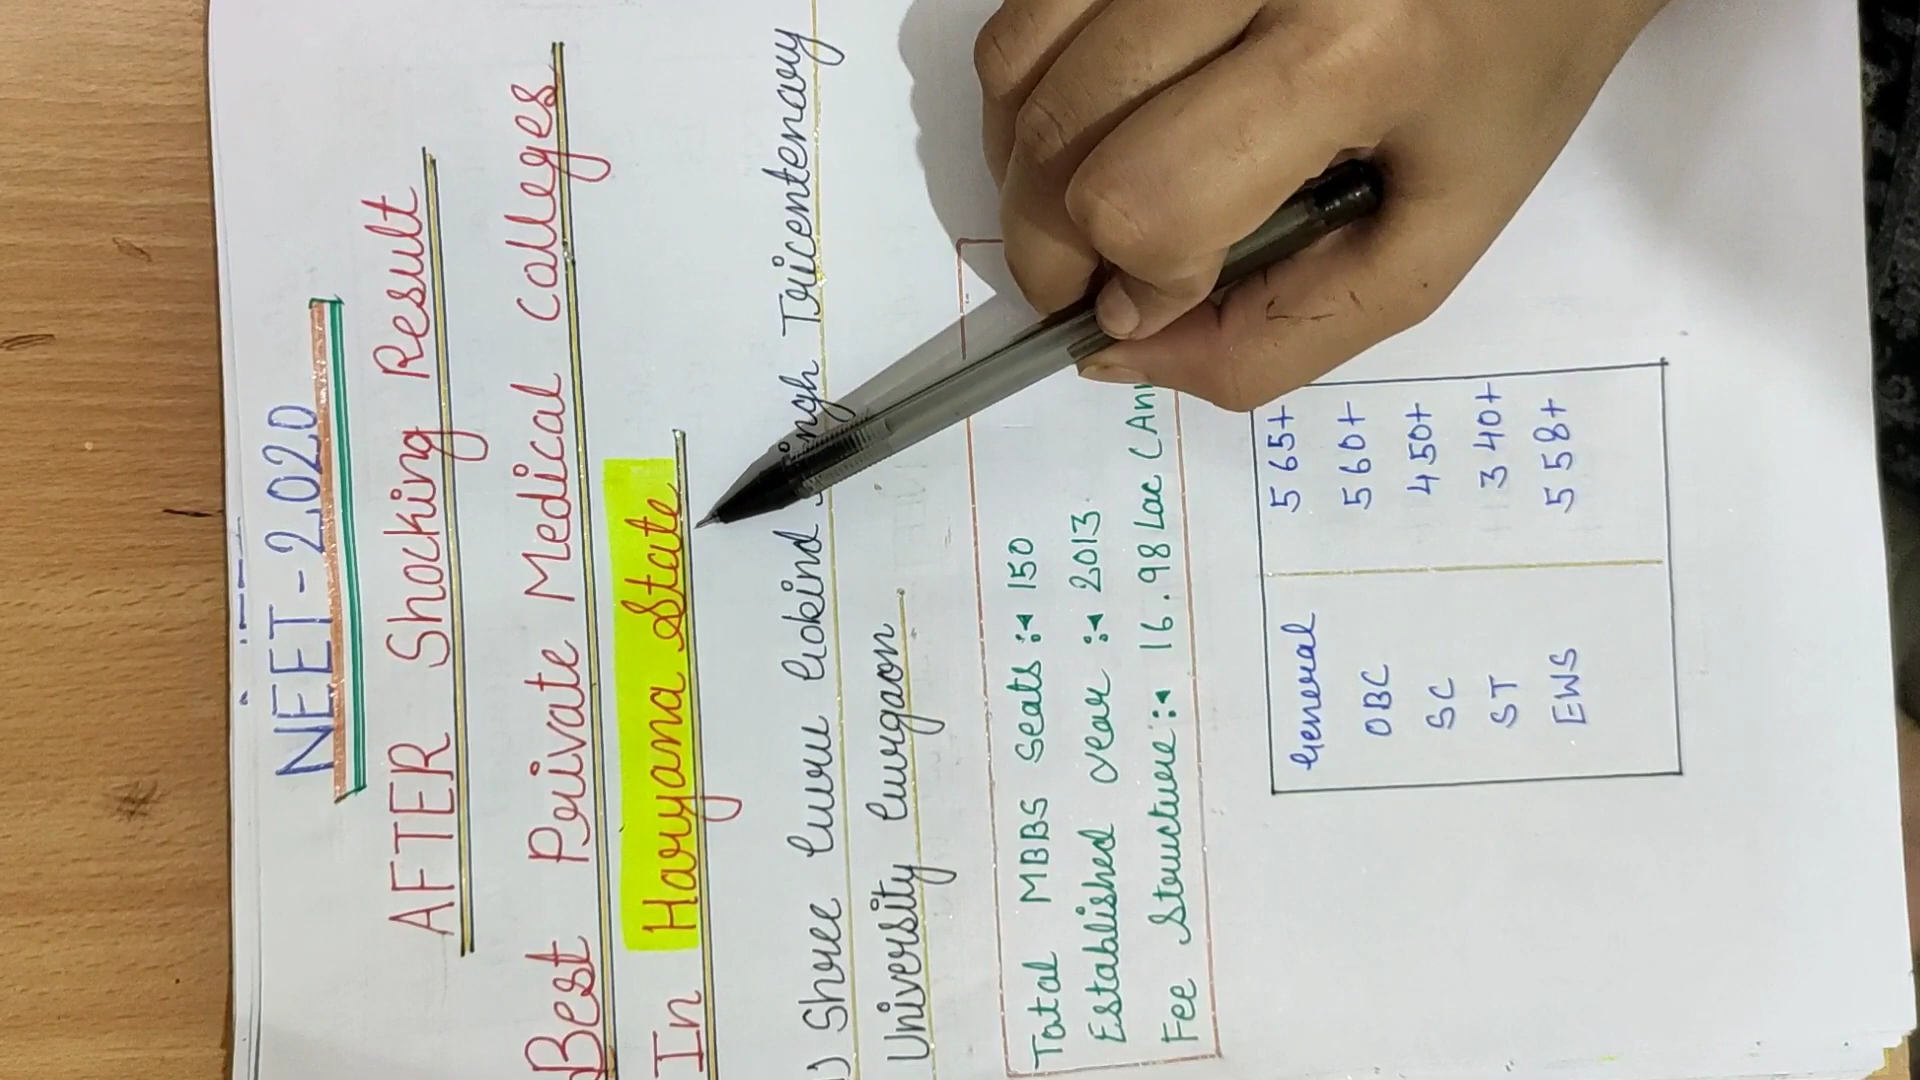 NEET-2020
AFTER Shocking Result
Best Private Medical Colleges
In Haryana State
1) Shree Guru Gobind Singh Tricentenary
University Gurgaon
Total MBBS Seats :- 150
Established year :- 2013
Fee Structure :- 16.98 Lac (An
General 565+
OBC 560+
SC 450+
ST 340+
EWS 558+